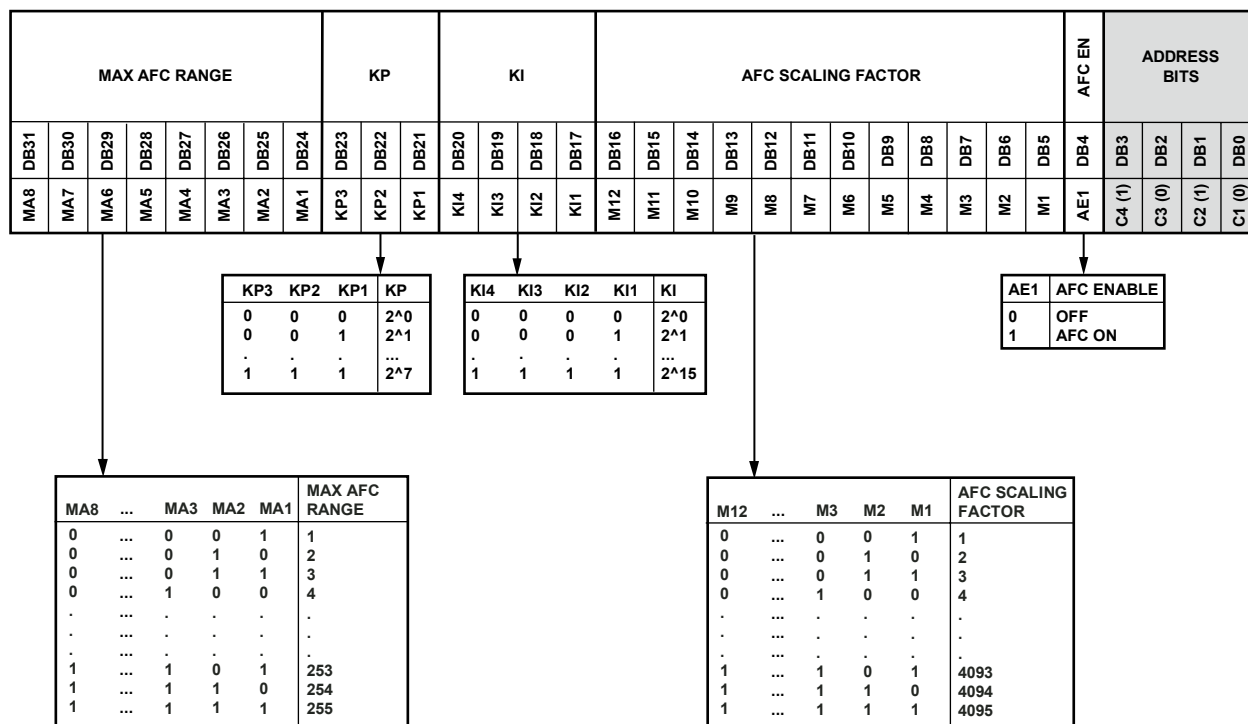 MAX AFC RANGE KP KI AFC SCALING FACTOR AFC EN ADDRESS
BITS
DB31 DB30 DB29 DB28 DB27 DB26 DB25 DB24 DB23 DB22 DB21 DB20 DB19 DB18 DB17 DB16 DB15 DB14 DB13 DB12 DB11 DB10 DB9 DB8 DB7 DB6 DB5 DB4 DB3 DB2 DB1 DB0
MA8 MA7 MA6 MA5 MA4 MA3 MA2 MA1 KP3 KP2 KP1 KI4 KI3 KI2 KI1 M12 M11 M10 M9 M8 M7 M6 M5 M4 M3 M2 M1 AE1 C4 (1) C3 (0) C2 (1) C1 (0)
KP3 KP2 KP1 KP
0 0 0 2^0
0 0 1 2^1
. . . ...
1 1 1 2^7
KI4 KI3 KI2 KI1 KI
0 0 0 0 2^0
0 0 0 1 2^1
. . . . ...
1 1 1 1 2^15
AE1 AFC ENABLE
0 OFF
1 AFC ON
MA8 ... MA3 MA2 MA1 MAX AFC
RANGE
0 ... 0 0 1 1
0 ... 0 1 0 2
0 ... 0 1 1 3
0 ... 1 0 0 4
. ... . . . .
. ... . . . .
. ... . . . .
1 ... 1 0 1 253
1 ... 1 1 0 254
1 ... 1 1 1 255
M12 ... M3 M2 M1 AFC SCALING
FACTOR
0 ... 0 0 1 1
0 ... 0 1 0 2
0 ... 0 1 1 3
0 ... 1 0 0 4
. ... . . . .
. ... . . . .
. ... . . . .
1 ... 1 0 1 4093
1 ... 1 1 0 4094
1 ... 1 1 1 4095